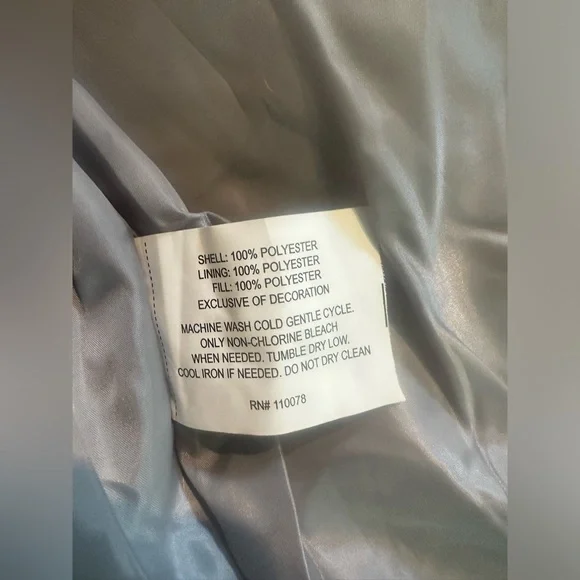 SHELL: 100% POLYESTER
LINING: 100% POLYESTER
FILL: 100% POLYESTER
EXCLUSIVE OF DECORATION
MACHINE WASH COLD GENTLE CYCLE.
ONLY NON-CHLORINE BLEACH
WHEN NEEDED. TUMBLE DRY LOW.
COOL IRON IF NEEDED. DO NOT DRY CLEAN
RN# 110078